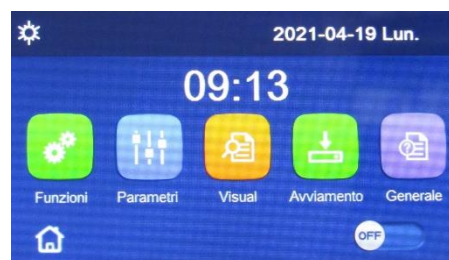 2021-04-19 Lun.
09:13
Funzioni Parametri Visual Avviamento Generale
OFF